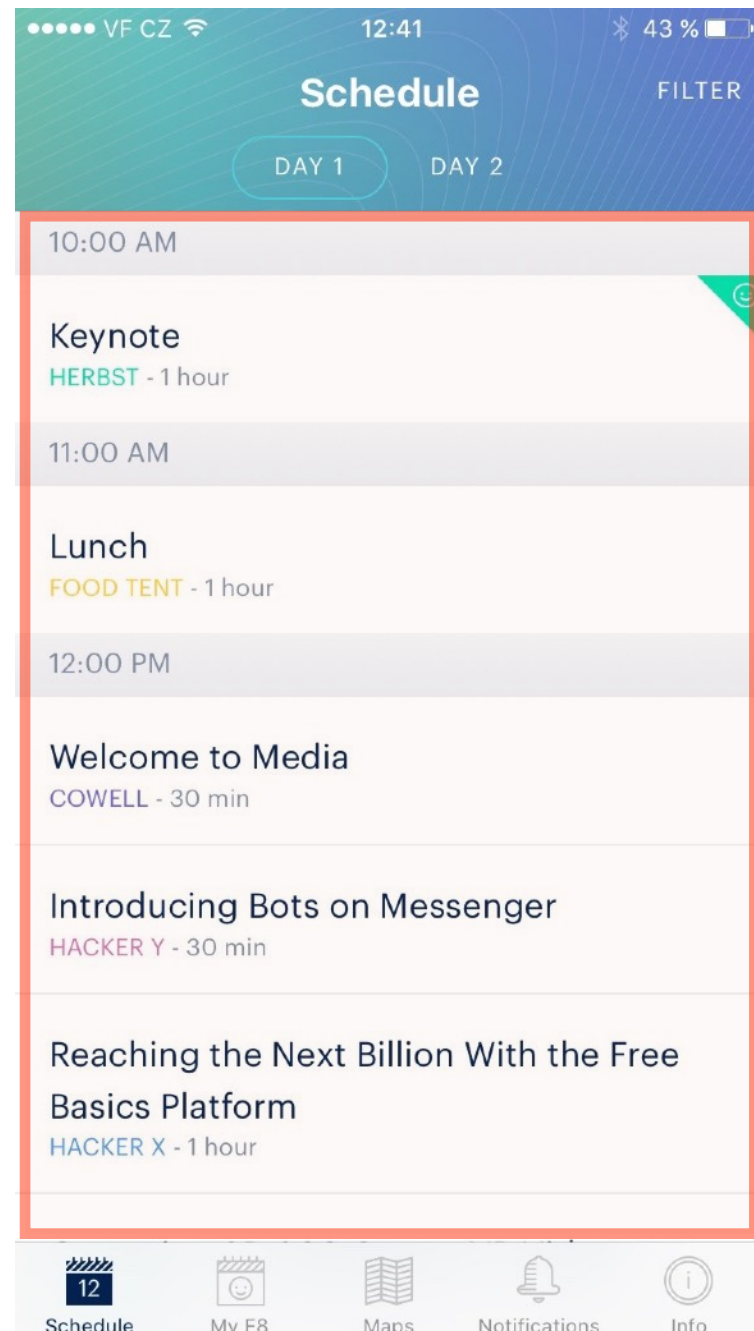 VF CZ 12:41 43 %
Schedule FILTER
DAY 1 DAY 2
10:00 AM
Keynote
HERBST - 1 hour
11:00 AM
Lunch
FOOD TENT - 1 hour
12:00 PM
Welcome to Media
COWELL - 30 min
Introducing Bots on Messenger
HACKER Y - 30 min
Reaching the Next Billion With the Free
Basics Platform
HACKER X - 1 hour
12
Schedule My F8 Maps Notifications Info